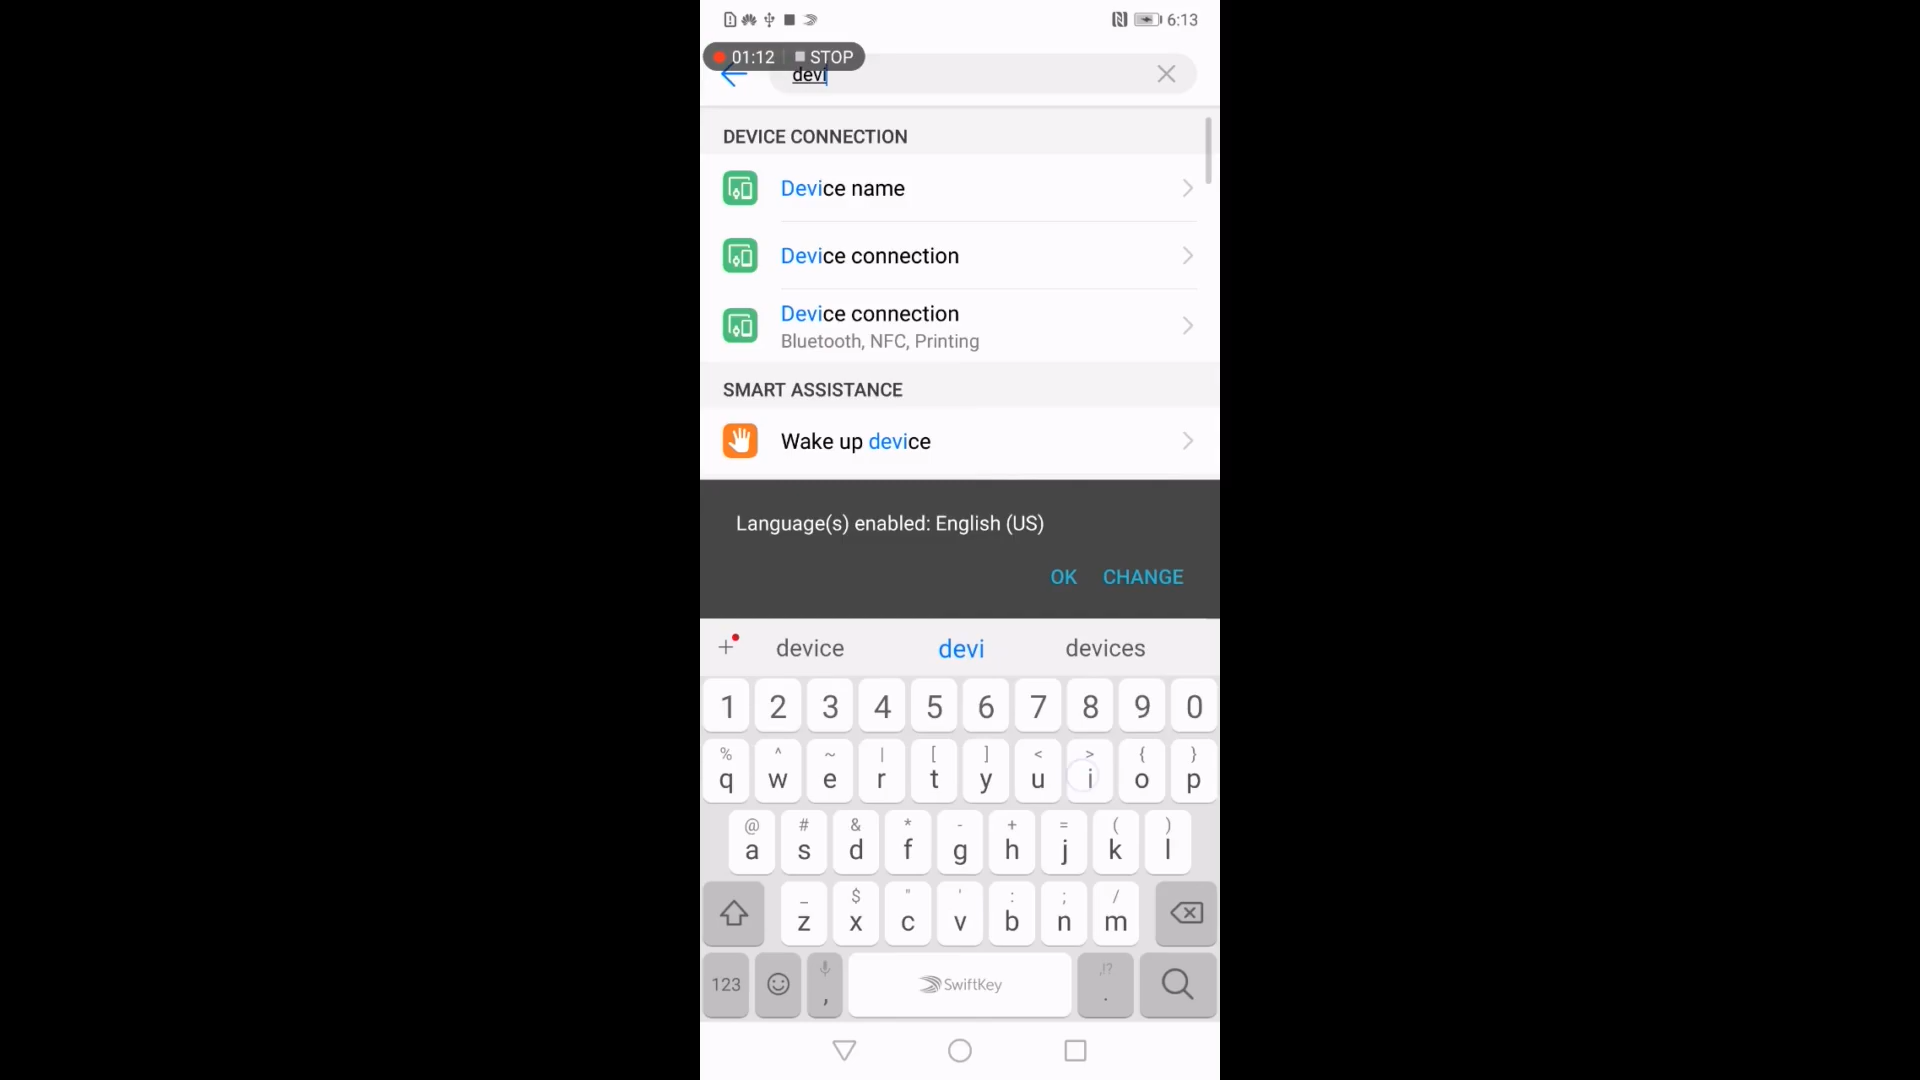 6:13
01:12 STOP
devi
DEVICE CONNECTION
Device name
Device connection
Device connection
Bluetooth, NFC, Printing
SMART ASSISTANCE
Wake up device
Language(s) enabled: English (US)
OK CHANGE
device devi devices
1 2 3 4 5 6 7 8 9 0
% ^ ~ | [ ] < > { }
q w e r t y u i o p
@ # & * - + = ( )
a s d f g h j k l
_ $ " ' : ; /
z x c v b n m
,!?
123 , SwiftKey .